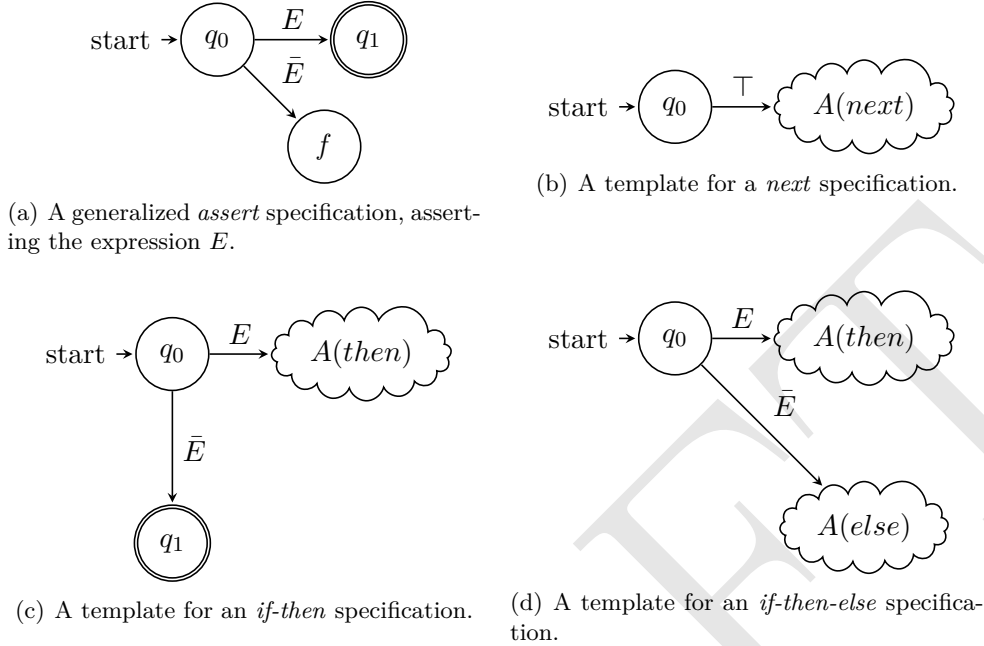 start q₀ E q₁
Ē
f
(a) A generalized assert specification, assert-
ing the expression E.
start q₀ ⊤ A(next)
(b) A template for a next specification.
start q₀ E A(then)
Ē
q₁
(c) A template for an if-then specification.
start q₀ E A(then)
Ē
A(else)
(d) A template for an if-then-else specifica-
tion.